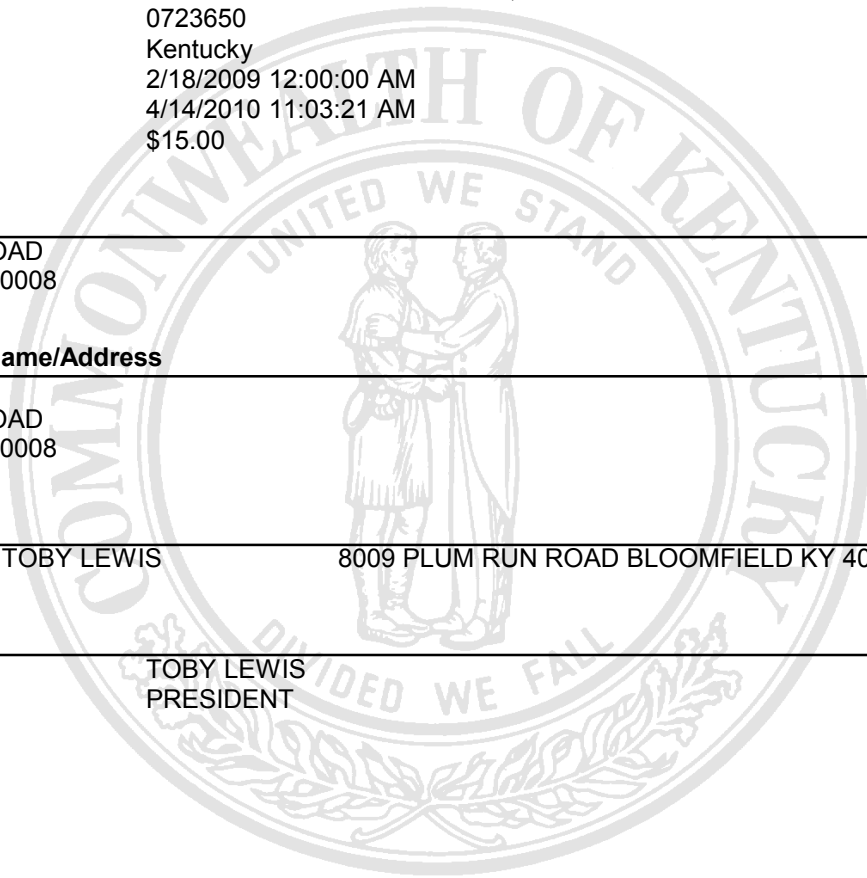 0723650
Kentucky
2/18/2009 12:00:00 AM
4/14/2010 11:03:21 AM
$15.00
COMMONWEALTH OF KENTUCKY
UNITED WE STAND
OAD
0008
ame/Address
OAD
0008
TOBY LEWIS 8009 PLUM RUN ROAD BLOOMFIELD KY 40
DIVIDED WE FALL
TOBY LEWIS
PRESIDENT